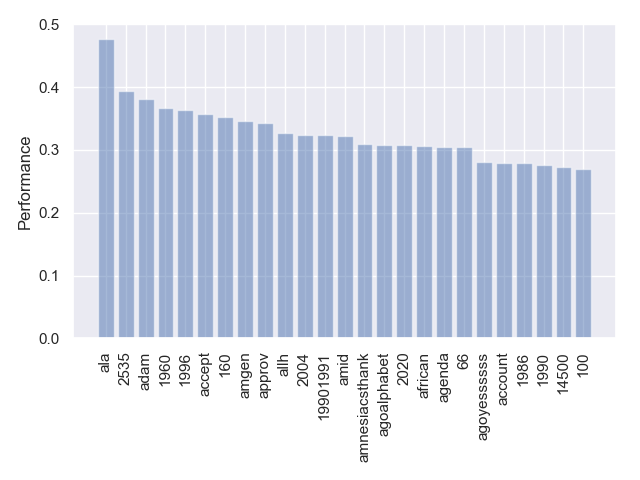 0.5
0.4
0.3
0.2
0.1
0.0
Performance
ala
2535
adam
1960
1996
accept
160
amgen
approv
allh
2004
19901991
amid
amnesiacsthank
agoalphabet
2020
african
agenda
66
agoyesssssss
account
1986
1990
14500
100